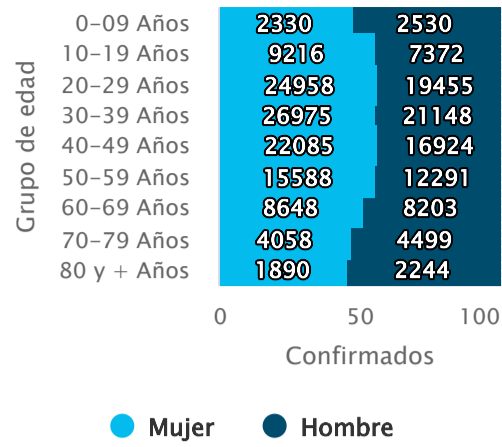 0-09 Años 2330 2530
10-19 Años 9216 7372
20-29 Años 24958 19455
30-39 Años 26975 21148
40-49 Años 22085 16924
50-59 Años 15588 12291
60-69 Años 8648 8203
70-79 Años 4058 4499
80 y + Años 1890 2244
Grupo de edad
0 50 100
Confirmados
Mujer Hombre